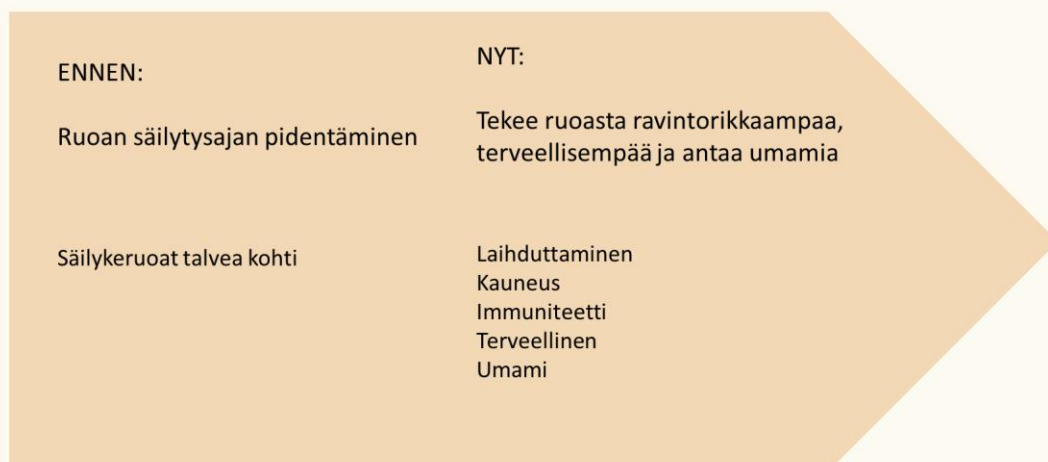 ENNEN:
Ruoan säilytysajan pidentäminen
Säilykeruoat talvea kohti
NYT:
Tekee ruoasta ravintorikkaampaa,
terveellisempää ja antaa umamia
Laihduttaminen
Kauneus
Immuniteetti
Terveellinen
Umami